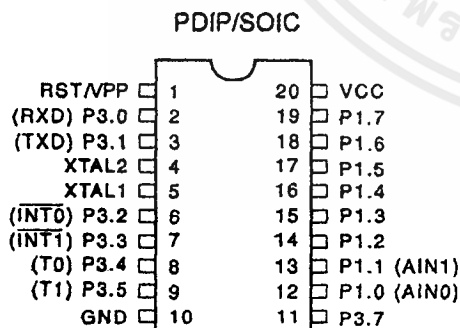 PDIP/SOIC
RST/VPP 1 20 VCC
(RXD) P3.0 2 19 P1.7
(TXD) P3.1 3 18 P1.6
XTAL2 4 17 P1.5
XTAL1 5 16 P1.4
(INT0) P3.2 6 15 P1.3
(INT1) P3.3 7 14 P1.2
(T0) P3.4 8 13 P1.1 (AIN1)
(T1) P3.5 9 12 P1.0 (AIN0)
GND 10 11 P3.7